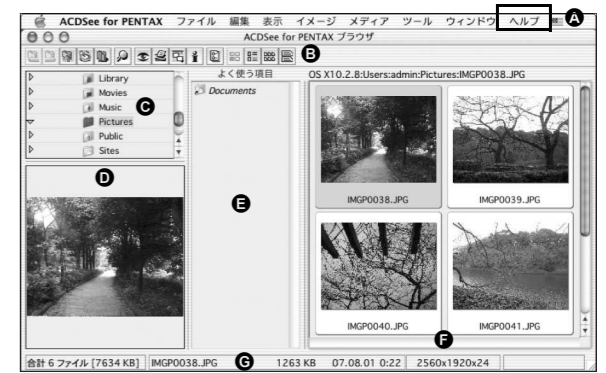 ACDSee for PENTAX ファイル 編集 表示 イメージ メディア ツール ウィンドウ ヘルプ A
ACDSee for PENTAX ブラウザ
B
Library
Movies
Music
Pictures
Public
Sites
C
よく使う項目
Documents
OS X10.2.8:Users:admin:Pictures:IMGP0038.JPG
D
E
IMGP0038.JPG
IMGP0039.JPG
IMGP0040.JPG
IMGP0041.JPG
F
合計 6 ファイル [7634 KB] IMGP0038.JPG G 1263 KB 07.08.01 0:22 2560x1920x24